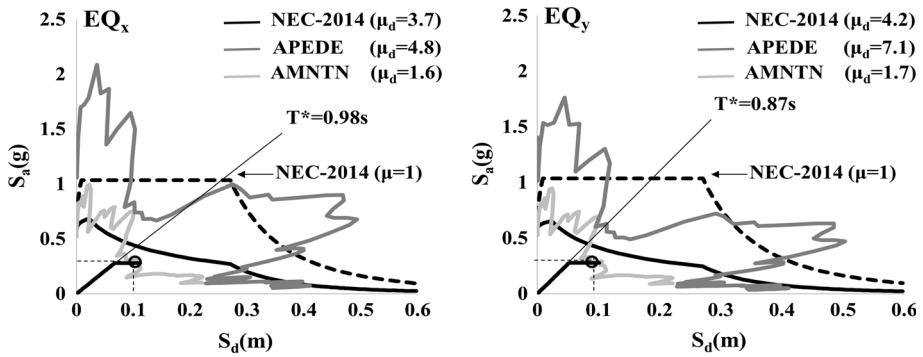 EQx
NEC-2014 (μd=3.7)
APEDE (μd=4.8)
AMNTN (μd=1.6)
T*=0.98s
NEC-2014 (μ=1)
2.5
2
1.5
1
0.5
0
Sa(g)
0 0.1 0.2 0.3 0.4 0.5 0.6
Sd(m)
EQy
NEC-2014 (μd=4.2)
APEDE (μd=7.1)
AMNTN (μd=1.7)
T*=0.87s
NEC-2014 (μ=1)
2.5
2
1.5
1
0.5
0
Sa(g)
0 0.1 0.2 0.3 0.4 0.5 0.6
Sd(m)